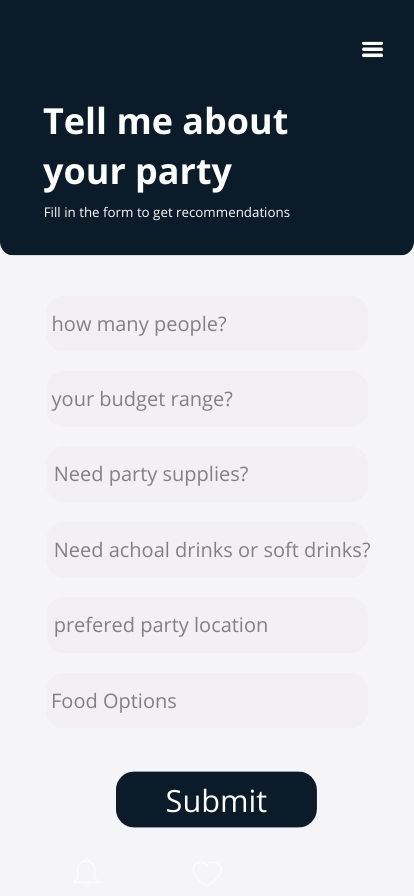 Tell me about
your party
Fill in the form to get recommendations
how many people?
your budget range?
Need party supplies?
Need achoal drinks or soft drinks?
prefered party location
Food Options
Submit